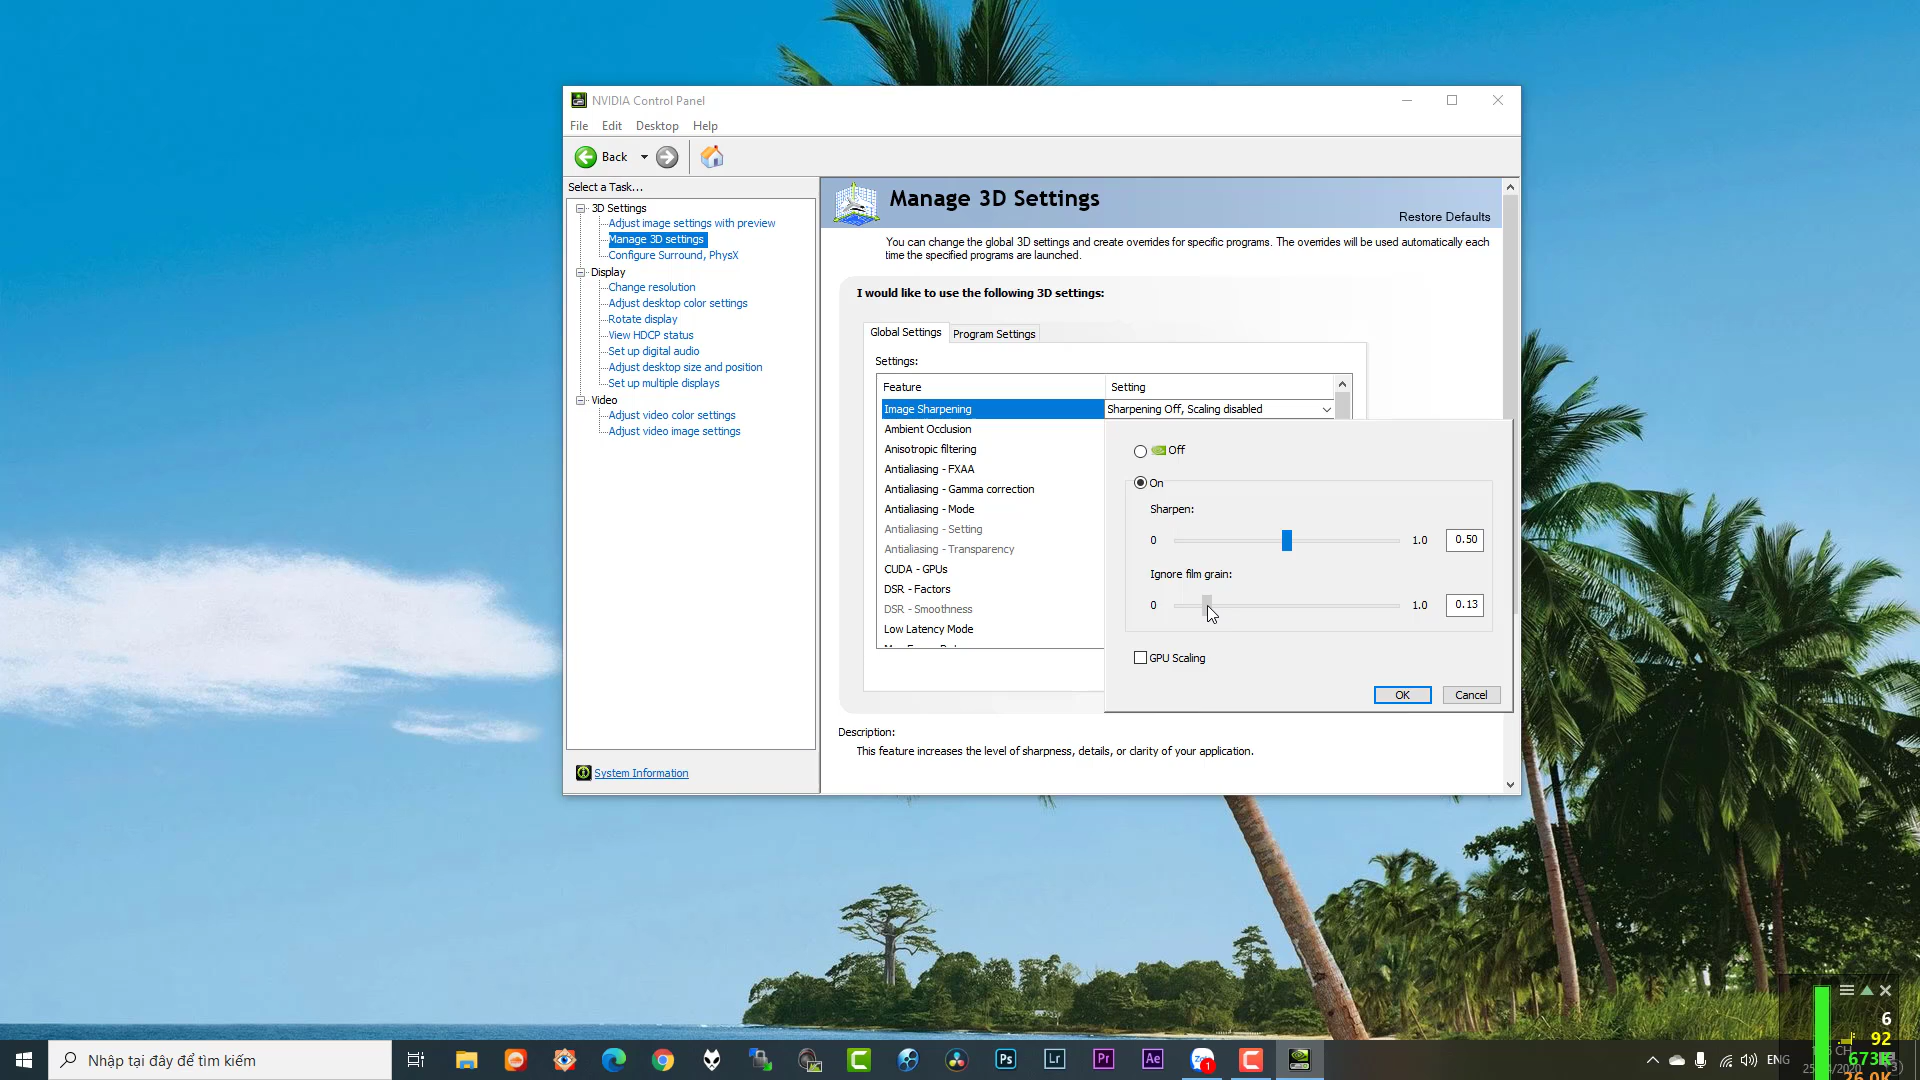 NVIDIA Control Panel
File Edit Desktop Help
Back
Select a Task...
3D Settings
Adjust image settings with preview
Manage 3D settings
Configure Surround, PhysX
Display
Change resolution
Adjust desktop color settings
Rotate display
View HDCP status
Set up digital audio
Adjust desktop size and position
Set up multiple displays
Video
Adjust video color settings
Adjust video image settings
System Information
Manage 3D Settings
Restore Defaults
You can change the global 3D settings and create overrides for specific programs. The overrides will be used automatically each
time the specified programs are launched.
I would like to use the following 3D settings:
Global Settings Program Settings
Settings:
Feature Setting
Image Sharpening Sharpening Off, Scaling disabled
Ambient Occlusion
Anisotropic filtering
Antialiasing - FXAA
Antialiasing - Gamma correction
Antialiasing - Mode
Antialiasing - Setting
Antialiasing - Transparency
CUDA - GPUs
DSR - Factors
DSR - Smoothness
Low Latency Mode
Off
On
Sharpen:
0 1.0 0.50
Ignore film grain:
0 1.0 0.13
GPU Scaling
OK Cancel
Description:
This feature increases the level of sharpness, details, or clarity of your application.
6
92
673K
26.0K
Nhập tại đây để tìm kiếm
Ps Lr Pr Ae
1
ENG